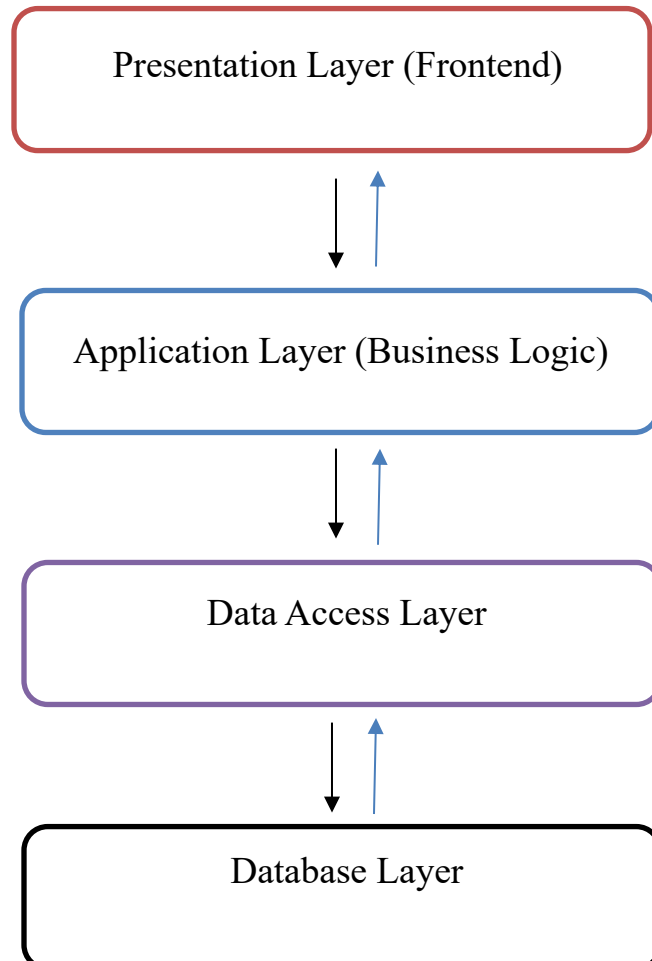 Presentation Layer (Frontend)
Application Layer (Business Logic)
Data Access Layer
Database Layer